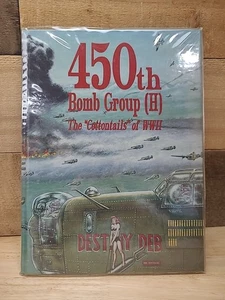 450th
Bomb Group (H)
The "Cottontails" of WWII
DESTINY DEB